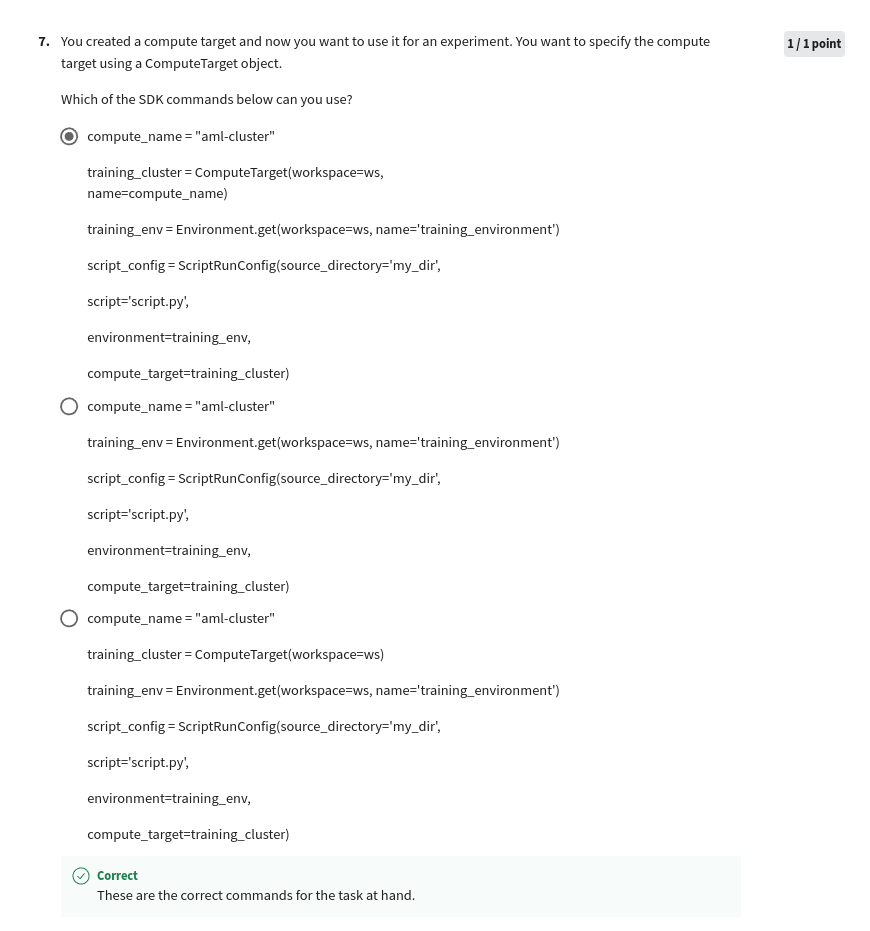 7. You created a compute target and now you want to use it for an experiment. You want to specify the compute
target using a ComputeTarget object.
1 / 1 point
Which of the SDK commands below can you use?
compute_name = "aml-cluster"
training_cluster = ComputeTarget(workspace=ws,
name=compute_name)
training_env = Environment.get(workspace=ws, name='training_environment')
script_config = ScriptRunConfig(source_directory='my_dir',
script='script.py',
environment=training_env,
compute_target=training_cluster)
compute_name = "aml-cluster"
training_env = Environment.get(workspace=ws, name='training_environment')
script_config = ScriptRunConfig(source_directory='my_dir',
script='script.py',
environment=training_env,
compute_target=training_cluster)
compute_name = "aml-cluster"
training_cluster = ComputeTarget(workspace=ws)
training_env = Environment.get(workspace=ws, name='training_environment')
script_config = ScriptRunConfig(source_directory='my_dir',
script='script.py',
environment=training_env,
compute_target=training_cluster)
Correct
These are the correct commands for the task at hand.